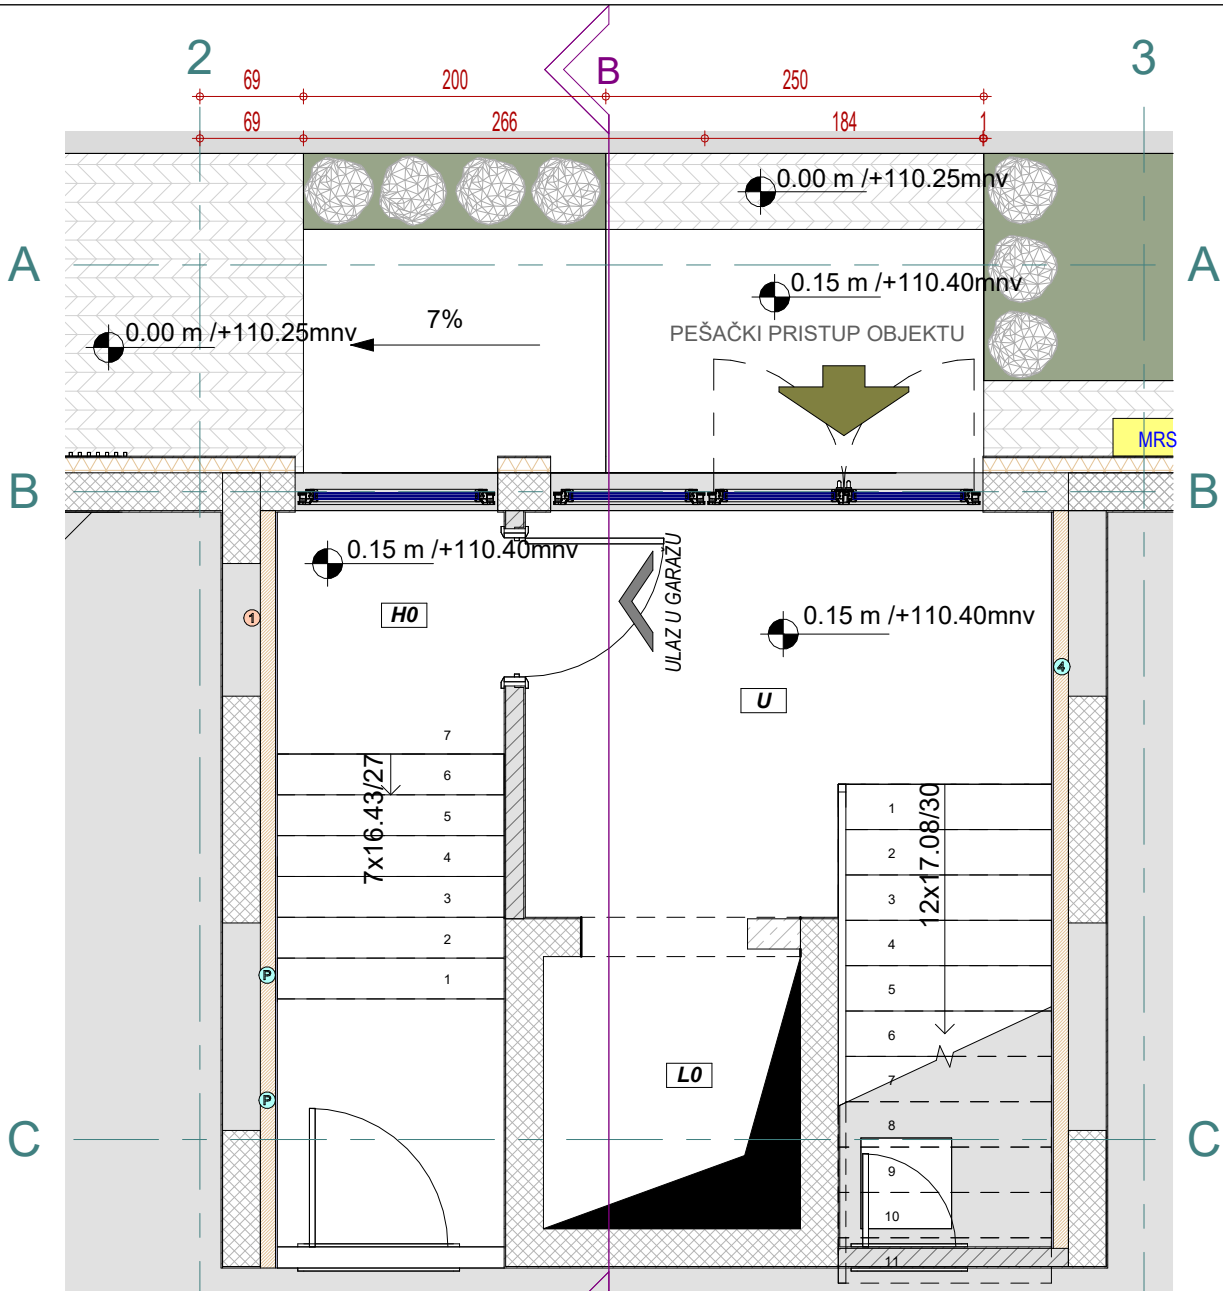 2
3
69
200
B
250
69
266
184
1
0.00 m /+110.25mnv
A
A
0.15 m /+110.40mnv
7%
0.00 m /+110.25mnv
PEŠAČKI PRISTUP OBJEKTU
MRS
B
B
0.15 m /+110.40mnv
ULAZ U GARAŽU
1
H0
0.15 m /+110.40mnv
4
U
7
6
5
4
3
2
1
7x16.43/27
1
2
3
4
5
6
7
8
9
10
11
12x17.08/30
P
P
L0
C
C